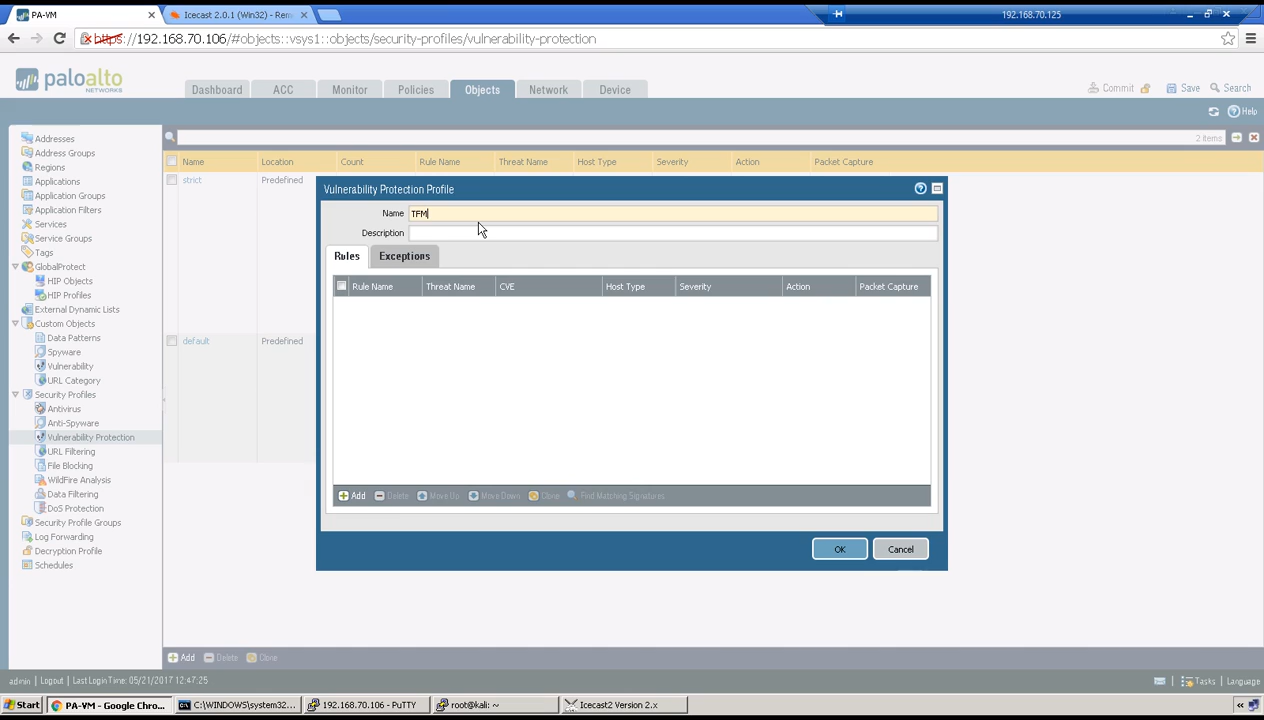 PA-VM
Icecast 2.0.1 (Win32) - Rem
192.168.70.125
https://192.168.70.106/#objects::vsys1::objects/security-profiles/vulnerability-protection
paloalto
NETWORKS
Dashboard
ACC
Monitor
Policies
Objects
Network
Device
Commit
Save
Search
Help
2 items
Addresses
Address Groups
Regions
Applications
Application Groups
Application Filters
Services
Service Groups
Tags
GlobalProtect
HIP Objects
HIP Profiles
External Dynamic Lists
Custom Objects
Data Patterns
Spyware
Vulnerability
URL Category
Security Profiles
Antivirus
Anti-Spyware
Vulnerability Protection
URL Filtering
File Blocking
WildFire Analysis
Data Filtering
DoS Protection
Security Profile Groups
Log Forwarding
Decryption Profile
Schedules
Name Location Count Rule Name Threat Name Host Type Severity Action Packet Capture
strict Predefined
default Predefined
Vulnerability Protection Profile
Name TFM
Description
Rules Exceptions
Rule Name Threat Name CVE Host Type Severity Action Packet Capture
Add Delete Move Up Move Down Clone Find Matching Signatures
OK Cancel
Add Delete Clone
admin | Logout | Last Login Time: 05/21/2017 12:47:25
Tasks | Language
Start
PA-VM - Google Chro...
C:\WINDOWS\system32...
192.168.70.106 - PuTTY
root@kali: ~
Icecast2 Version 2.x